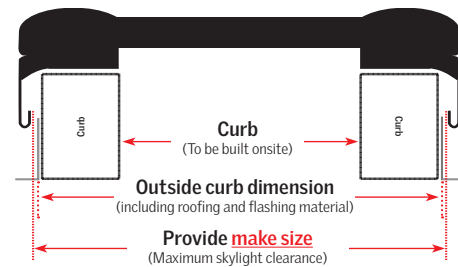 Curb
Curb
Curb
(To be built onsite)
Outside curb dimension
(including roofing and flashing material)
Provide make size
(Maximum skylight clearance)